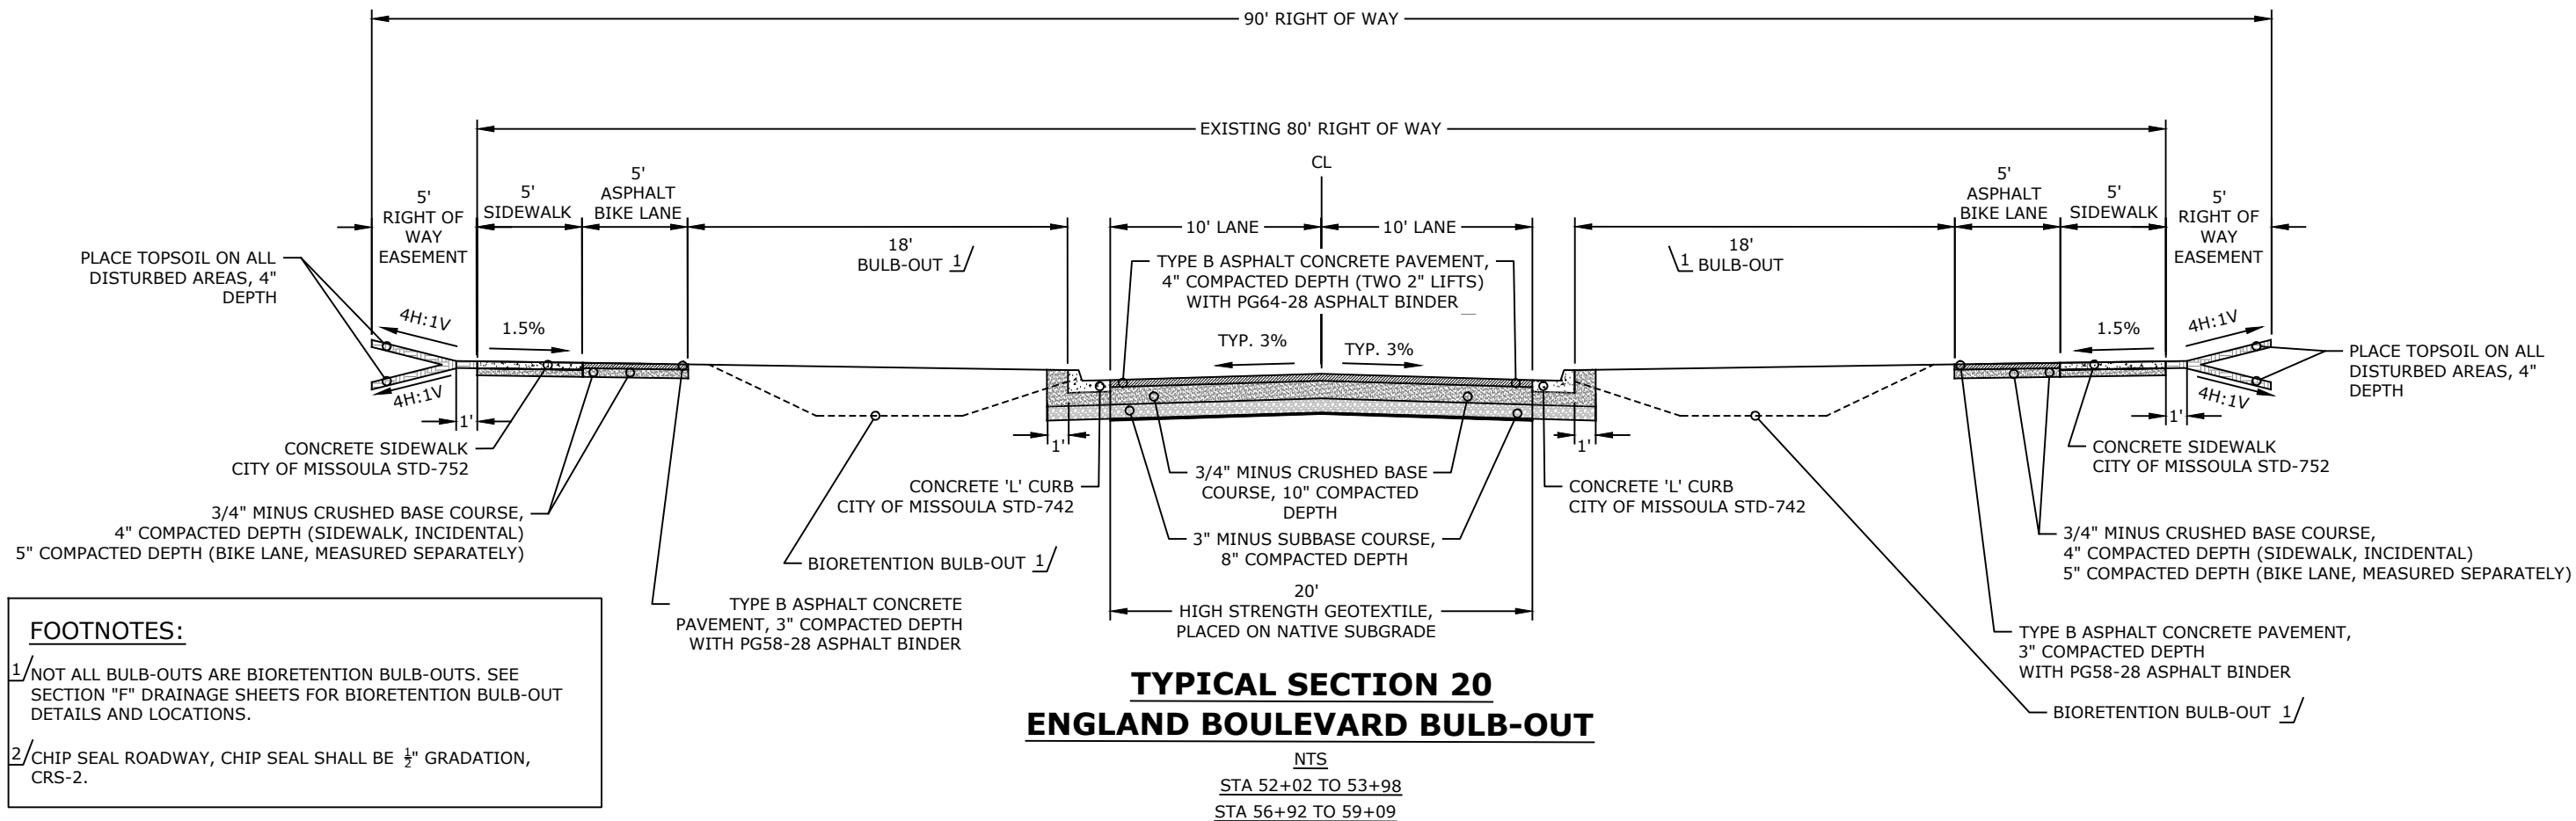 90' RIGHT OF WAY
EXISTING 80' RIGHT OF WAY
CL
5'
RIGHT OF
WAY
EASEMENT
5'
SIDEWALK
5'
ASPHALT
BIKE LANE
18'
BULB-OUT 1/
10' LANE
10' LANE
18'
\1 BULB-OUT
5'
ASPHALT
BIKE LANE
5'
SIDEWALK
5'
RIGHT OF
WAY
EASEMENT
PLACE TOPSOIL ON ALL
DISTURBED AREAS, 4"
DEPTH
TYPE B ASPHALT CONCRETE PAVEMENT,
4" COMPACTED DEPTH (TWO 2" LIFTS)
WITH PG64-28 ASPHALT BINDER
4H:1V
1.5%
TYP. 3%
TYP. 3%
1.5%
4H:1V
PLACE TOPSOIL ON ALL
DISTURBED AREAS, 4"
DEPTH
4H:1V
4H:1V
1'
1'
1'
1'
CONCRETE SIDEWALK
CITY OF MISSOULA STD-752
3/4" MINUS CRUSHED BASE COURSE,
4" COMPACTED DEPTH (SIDEWALK, INCIDENTAL)
5" COMPACTED DEPTH (BIKE LANE, MEASURED SEPARATELY)
CONCRETE 'L' CURB
CITY OF MISSOULA STD-742
BIORETENTION BULB-OUT 1/
TYPE B ASPHALT CONCRETE
PAVEMENT, 3" COMPACTED DEPTH
WITH PG58-28 ASPHALT BINDER
3/4" MINUS CRUSHED BASE
COURSE, 10" COMPACTED
DEPTH
3" MINUS SUBBASE COURSE,
8" COMPACTED DEPTH
20'
HIGH STRENGTH GEOTEXTILE,
PLACED ON NATIVE SUBGRADE
CONCRETE 'L' CURB
CITY OF MISSOULA STD-742
CONCRETE SIDEWALK
CITY OF MISSOULA STD-752
3/4" MINUS CRUSHED BASE COURSE,
4" COMPACTED DEPTH (SIDEWALK, INCIDENTAL)
5" COMPACTED DEPTH (BIKE LANE, MEASURED SEPARATELY)
TYPE B ASPHALT CONCRETE PAVEMENT,
3" COMPACTED DEPTH
WITH PG58-28 ASPHALT BINDER
BIORETENTION BULB-OUT 1/
FOOTNOTES:
1/ NOT ALL BULB-OUTS ARE BIORETENTION BULB-OUTS. SEE
SECTION "F" DRAINAGE SHEETS FOR BIORETENTION BULB-OUT
DETAILS AND LOCATIONS.
2/ CHIP SEAL ROADWAY, CHIP SEAL SHALL BE ½" GRADATION,
CRS-2.
TYPICAL SECTION 20
ENGLAND BOULEVARD BULB-OUT
NTS
STA 52+02 TO 53+98
STA 56+92 TO 59+09